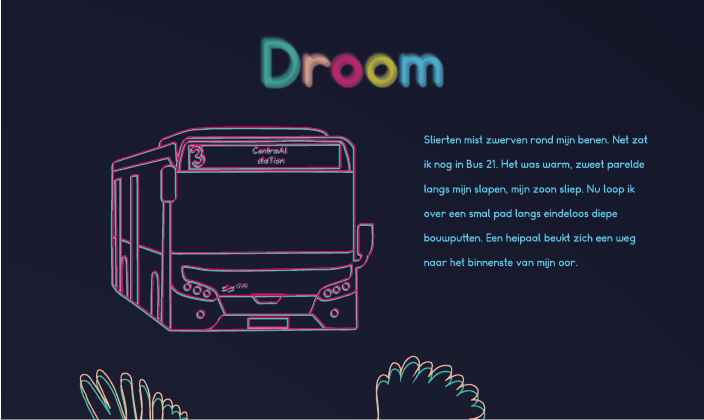 Droom
3
CentraAl
staTion
Slierten mist zwerven rond mijn benen. Net zat
ik nog in Bus 21. Het was warm, zweet parelde
langs mijn slapen, mijn zoon sliep. Nu loop ik
over een smal pad langs eindeloos diepe
bouwputten. Een heipaal beukt zich een weg
naar het binnenste van mijn oor.